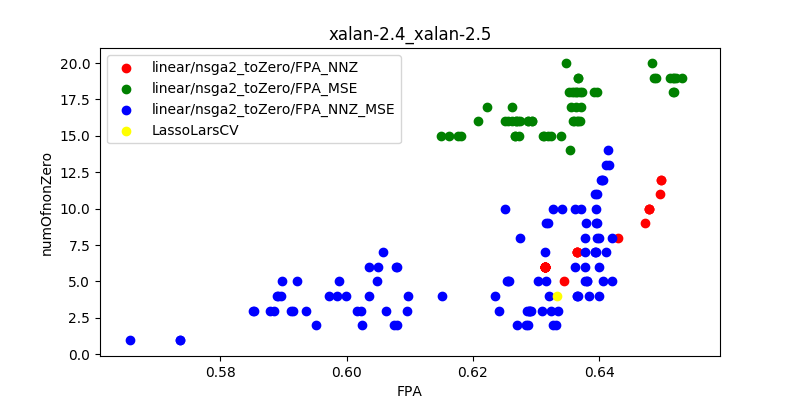 xalan-2.4_xalan-2.5
linear/nsga2_toZero/FPA_NNZ
linear/nsga2_toZero/FPA_MSE
linear/nsga2_toZero/FPA_NNZ_MSE
LassoLarsCV
numOfnonZero
20.0
17.5
15.0
12.5
10.0
7.5
5.0
2.5
0.0
0.58
0.60
0.62
0.64
FPA